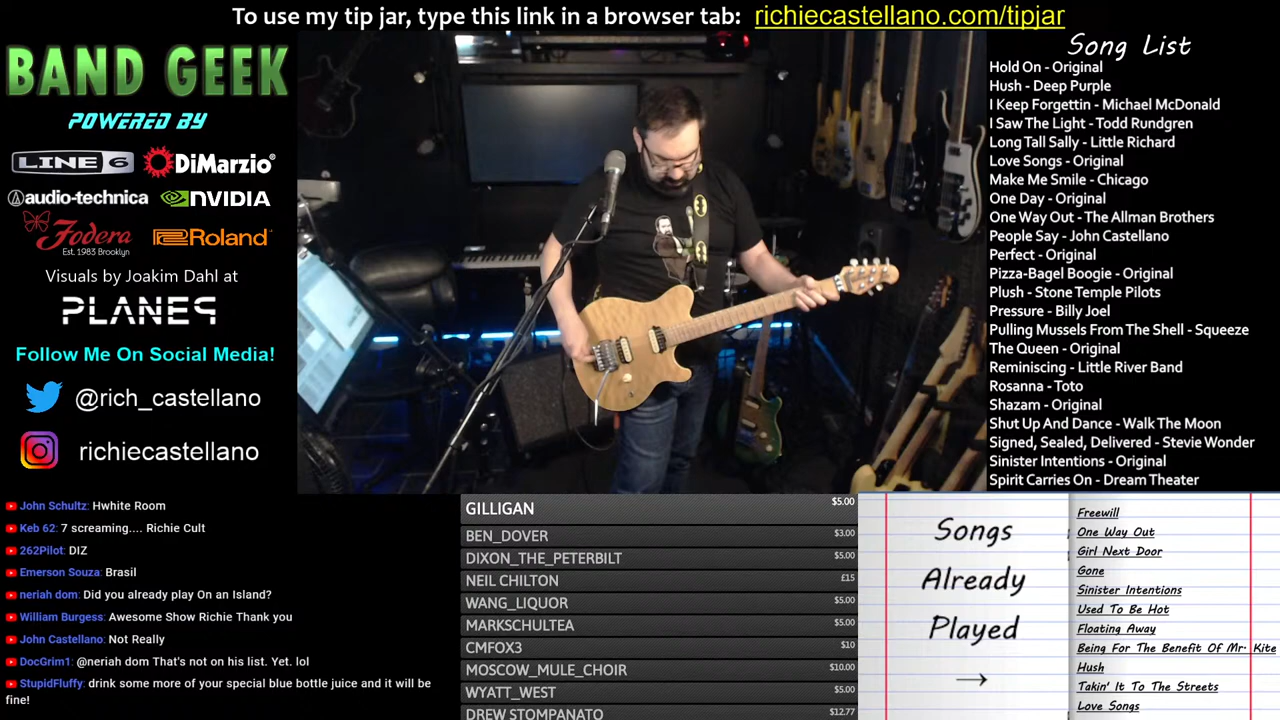 To use my tip jar, type this link in a browser tab: richiecastellano.com/tipjar
BAND GEEK
POWERED BY
LINE 6
DiMarzio
audio-technica
NVIDIA
Fodera
Est. 1983 Brooklyn
Roland
Visuals by Joakim Dahl at
PLANE9
Follow Me On Social Media!
@rich_castellano
richiecastellano
Song List
Hold On - Original
Hush - Deep Purple
I Keep Forgettin - Michael McDonald
I Saw The Light - Todd Rundgren
Long Tall Sally - Little Richard
Love Songs - Original
Make Me Smile - Chicago
One Day - Original
One Way Out - The Allman Brothers
People Say - John Castellano
Perfect - Original
Pizza-Bagel Boogie - Original
Plush - Stone Temple Pilots
Pressure - Billy Joel
Pulling Mussels From The Shell - Squeeze
The Queen - Original
Reminiscing - Little River Band
Rosanna - Toto
Shazam - Original
Shut Up And Dance - Walk The Moon
Signed, Sealed, Delivered - Stevie Wonder
Sinister Intentions - Original
Spirit Carries On - Dream Theater
John Schultz: Hwhite Room
Keb 62: 7 screaming.... Richie Cult
262Pilot: DIZ
Emerson Souza: Brasil
neriah dom: Did you already play On an Island?
William Burgess: Awesome Show Richie Thank you
John Castellano: Not Really
DocGrim1: @neriah dom That's not on his list. Yet. lol
StupidFluffy: drink some more of your special blue bottle juice and it will be
fine!
GILLIGAN $5.00
BEN_DOVER $3.00
DIXON_THE_PETERBILT $5.00
NEIL CHILTON £15
WANG_LIQUOR $5.00
MARKSCHULTEA $5.00
CMFOX3 $10
MOSCOW_MULE_CHOIR $10.00
WYATT_WEST $5.00
DREW STOMPANATO $12.77
Songs
Already
Played
→
Freewill
One Way Out
Girl Next Door
Gone
Sinister Intentions
Used To Be Hot
Floating Away
Being For The Benefit Of Mr. Kite
Hush
Takin' It To The Streets
Love Songs